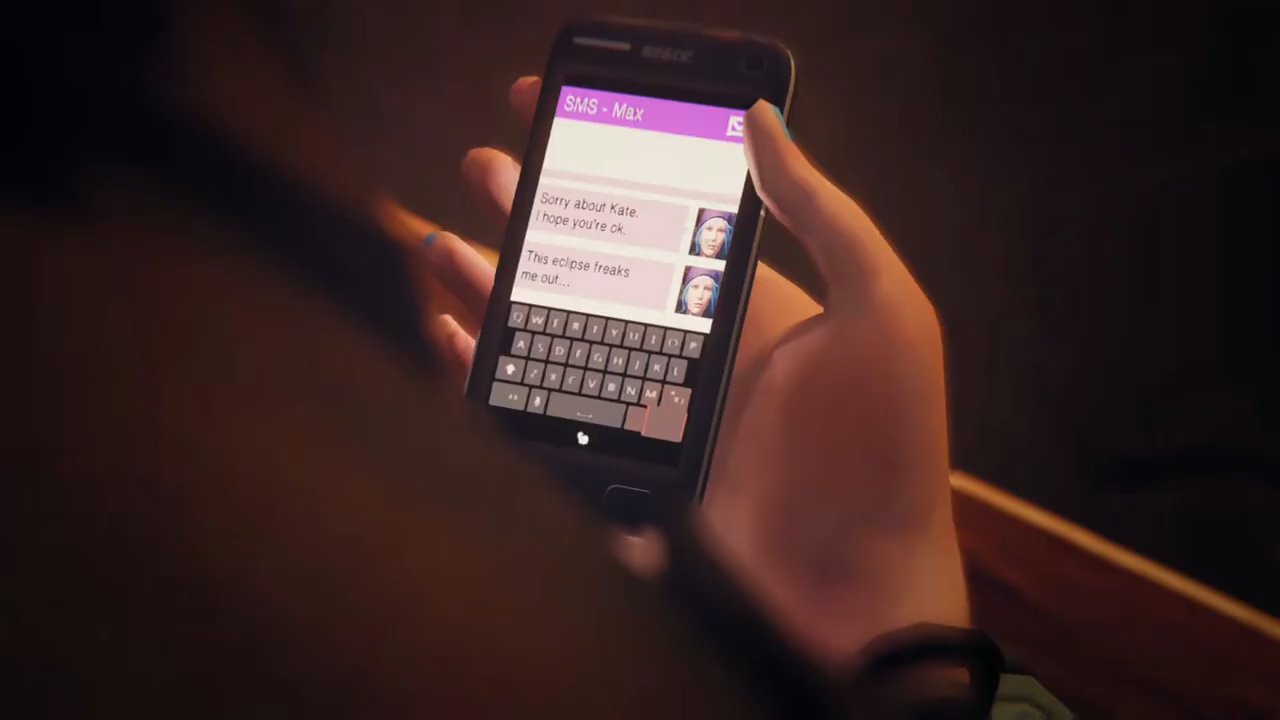 SMS - Max
Sorry about Kate.
I hope you're ok.
This eclipse freaks
me out...
Q W E R T Y U I O P
A S D F G H J K L
Z X C V B N M